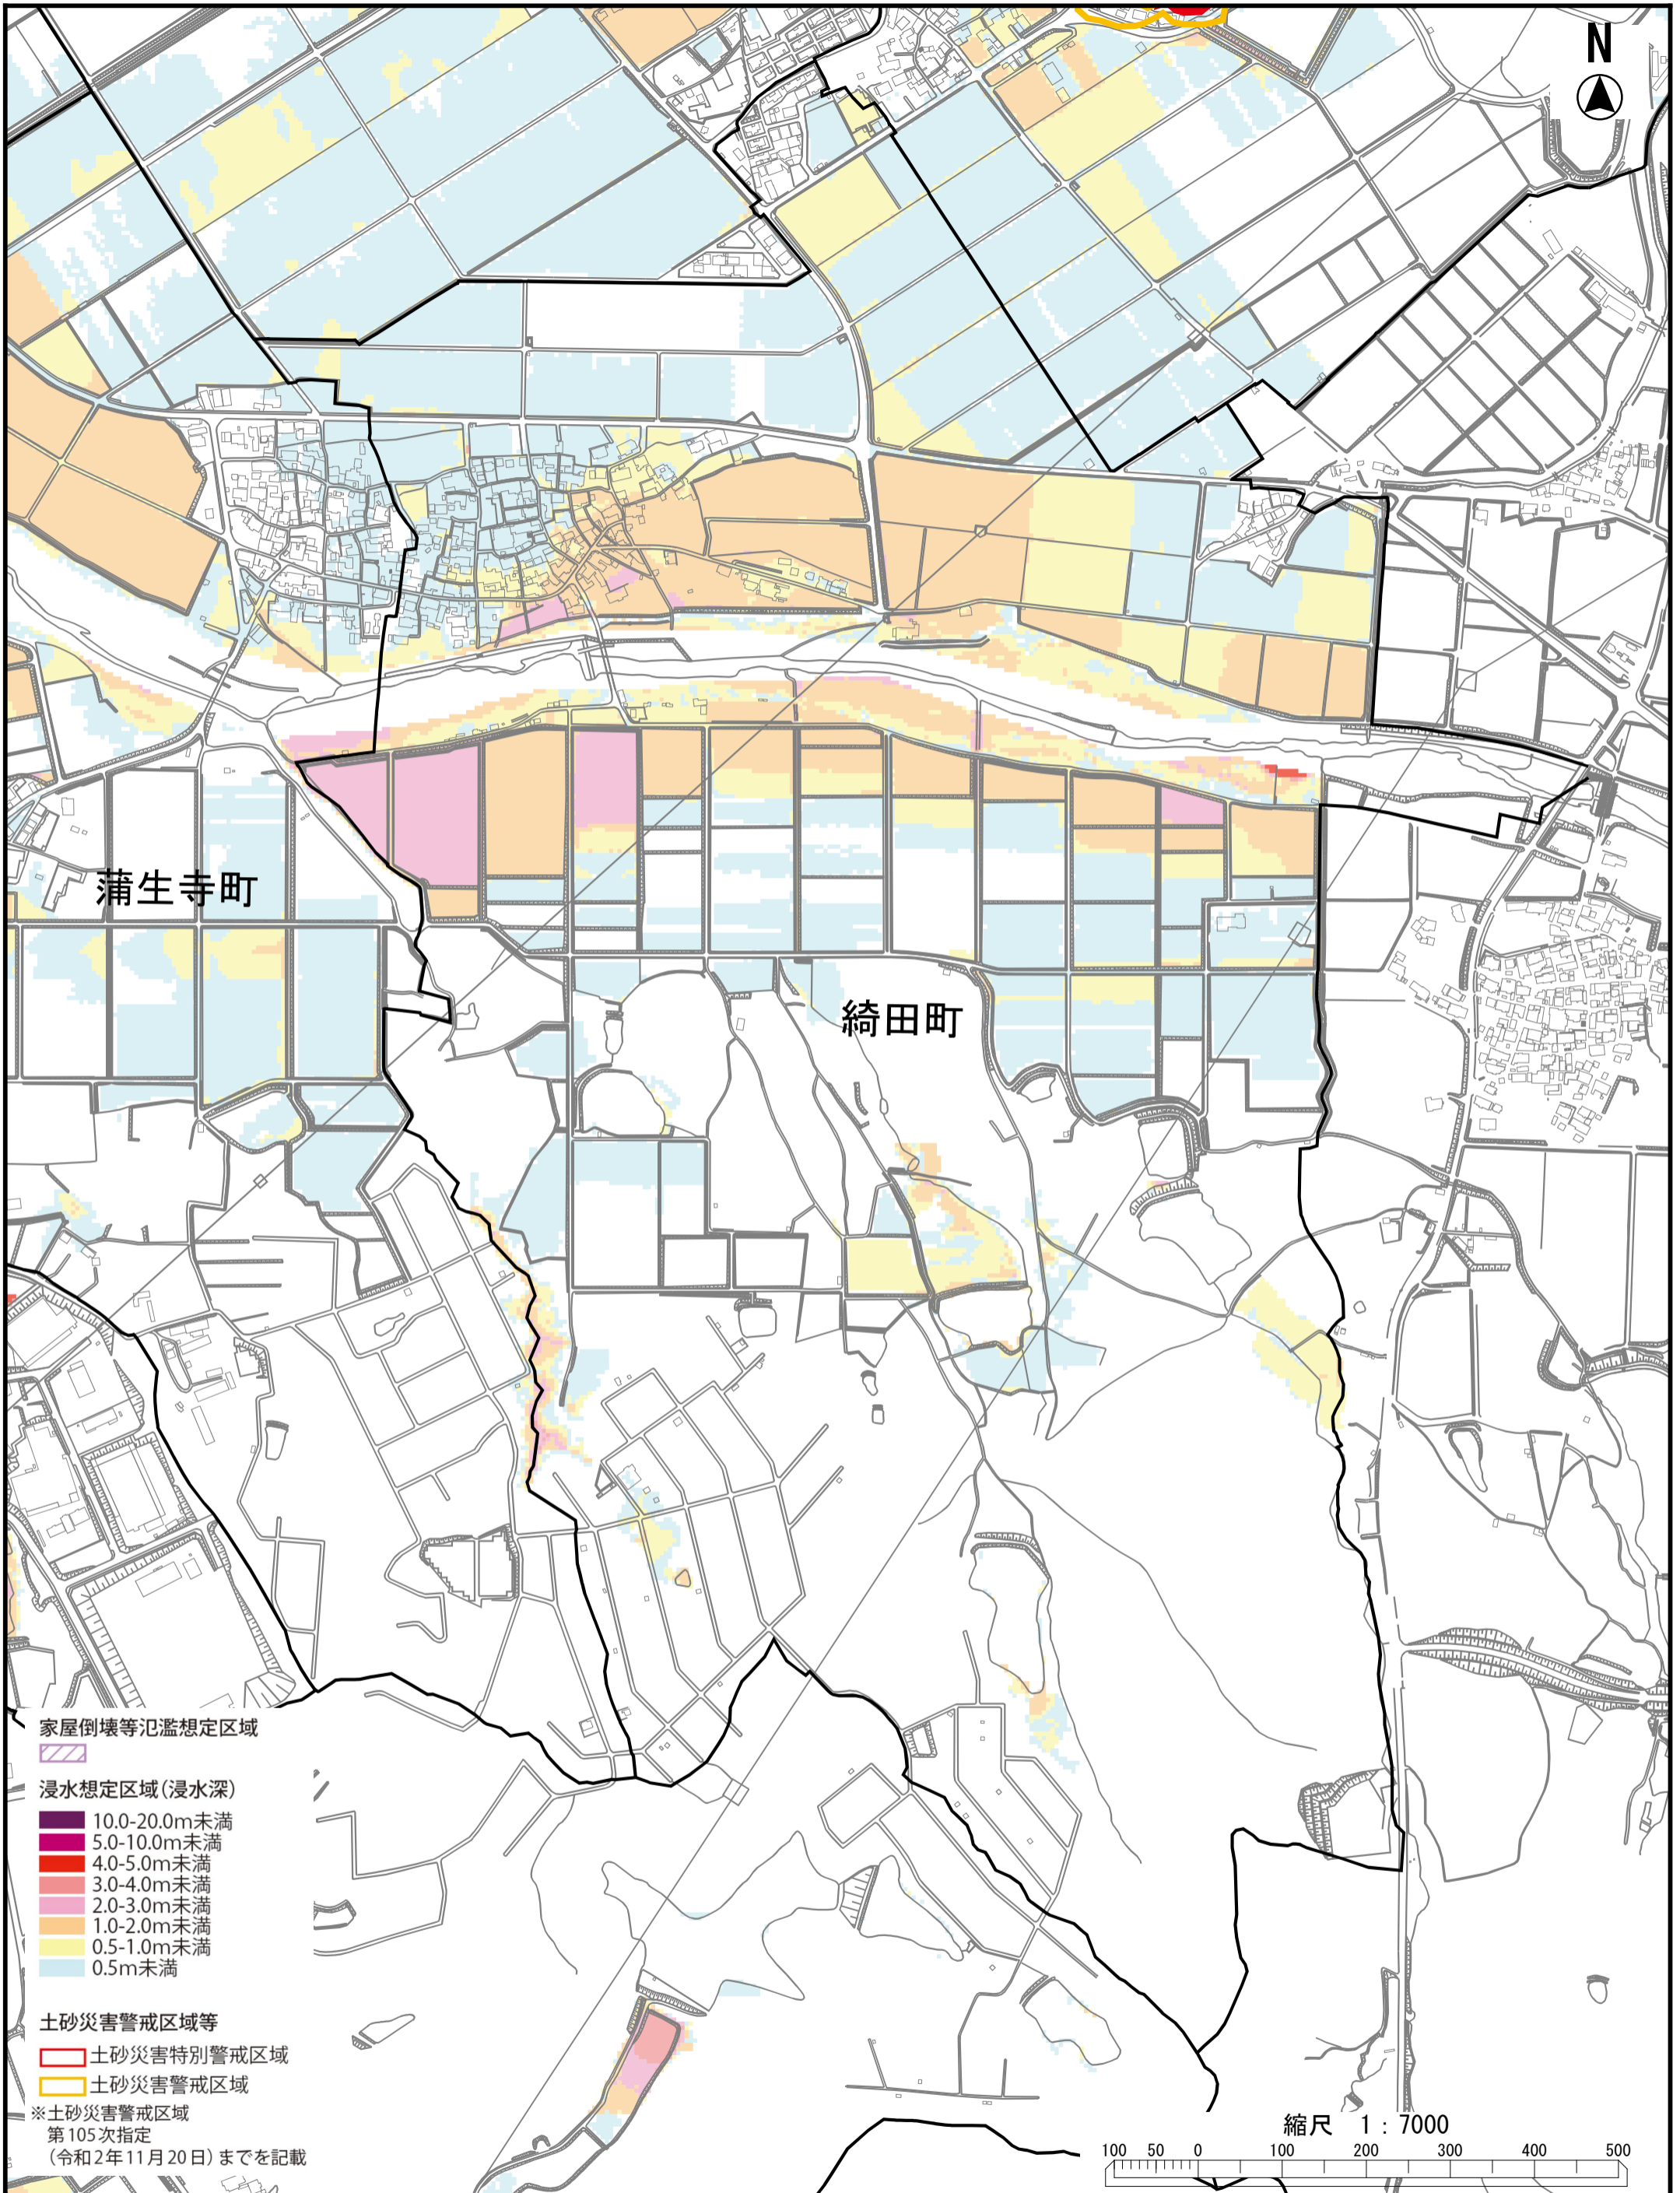 N
蒲生寺町
綺田町
家屋倒壊等氾濫想定区域
浸水想定区域(浸水深)
10.0-20.0m未満
5.0-10.0m未満
4.0-5.0m未満
3.0-4.0m未満
2.0-3.0m未満
1.0-2.0m未満
0.5-1.0m未満
0.5m未満
土砂災害警戒区域等
土砂災害特別警戒区域
土砂災害警戒区域
※土砂災害警戒区域
第105次指定
(令和2年11月20日)までを記載
縮尺 1:7000
100 50 0 100 200 300 400 500